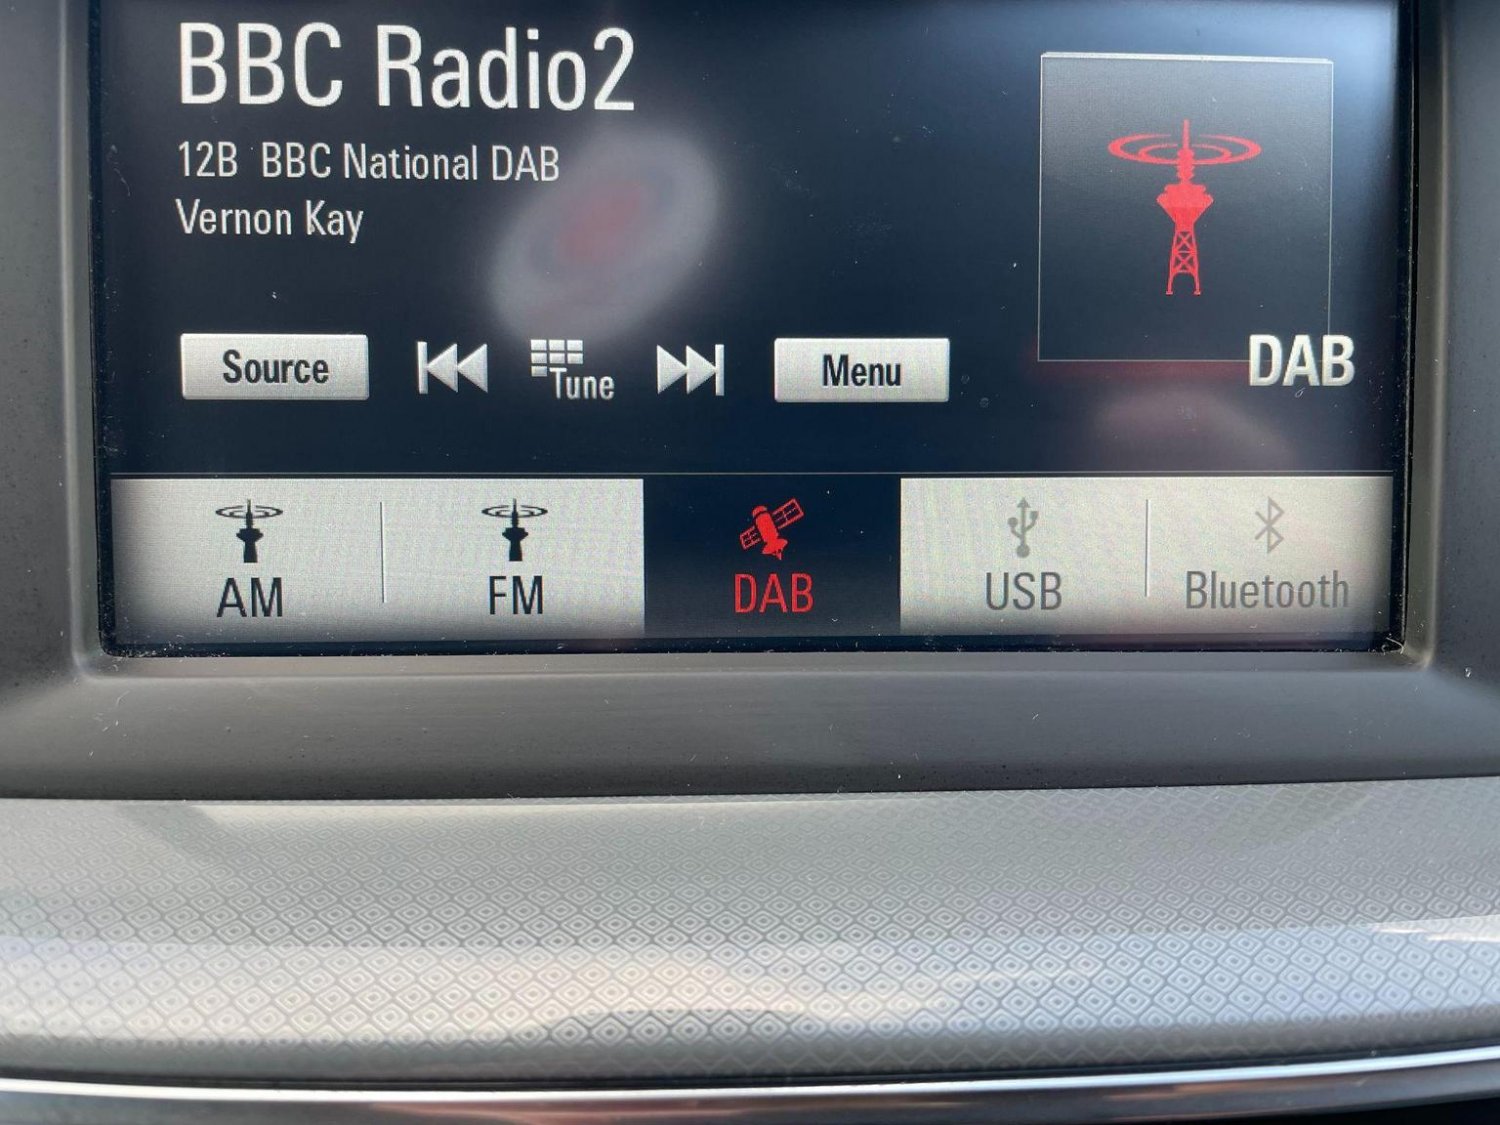 BBC Radio2
12B BBC National DAB
Vernon Kay
Source
Tune
Menu
DAB
AM
FM
DAB
USB
Bluetooth